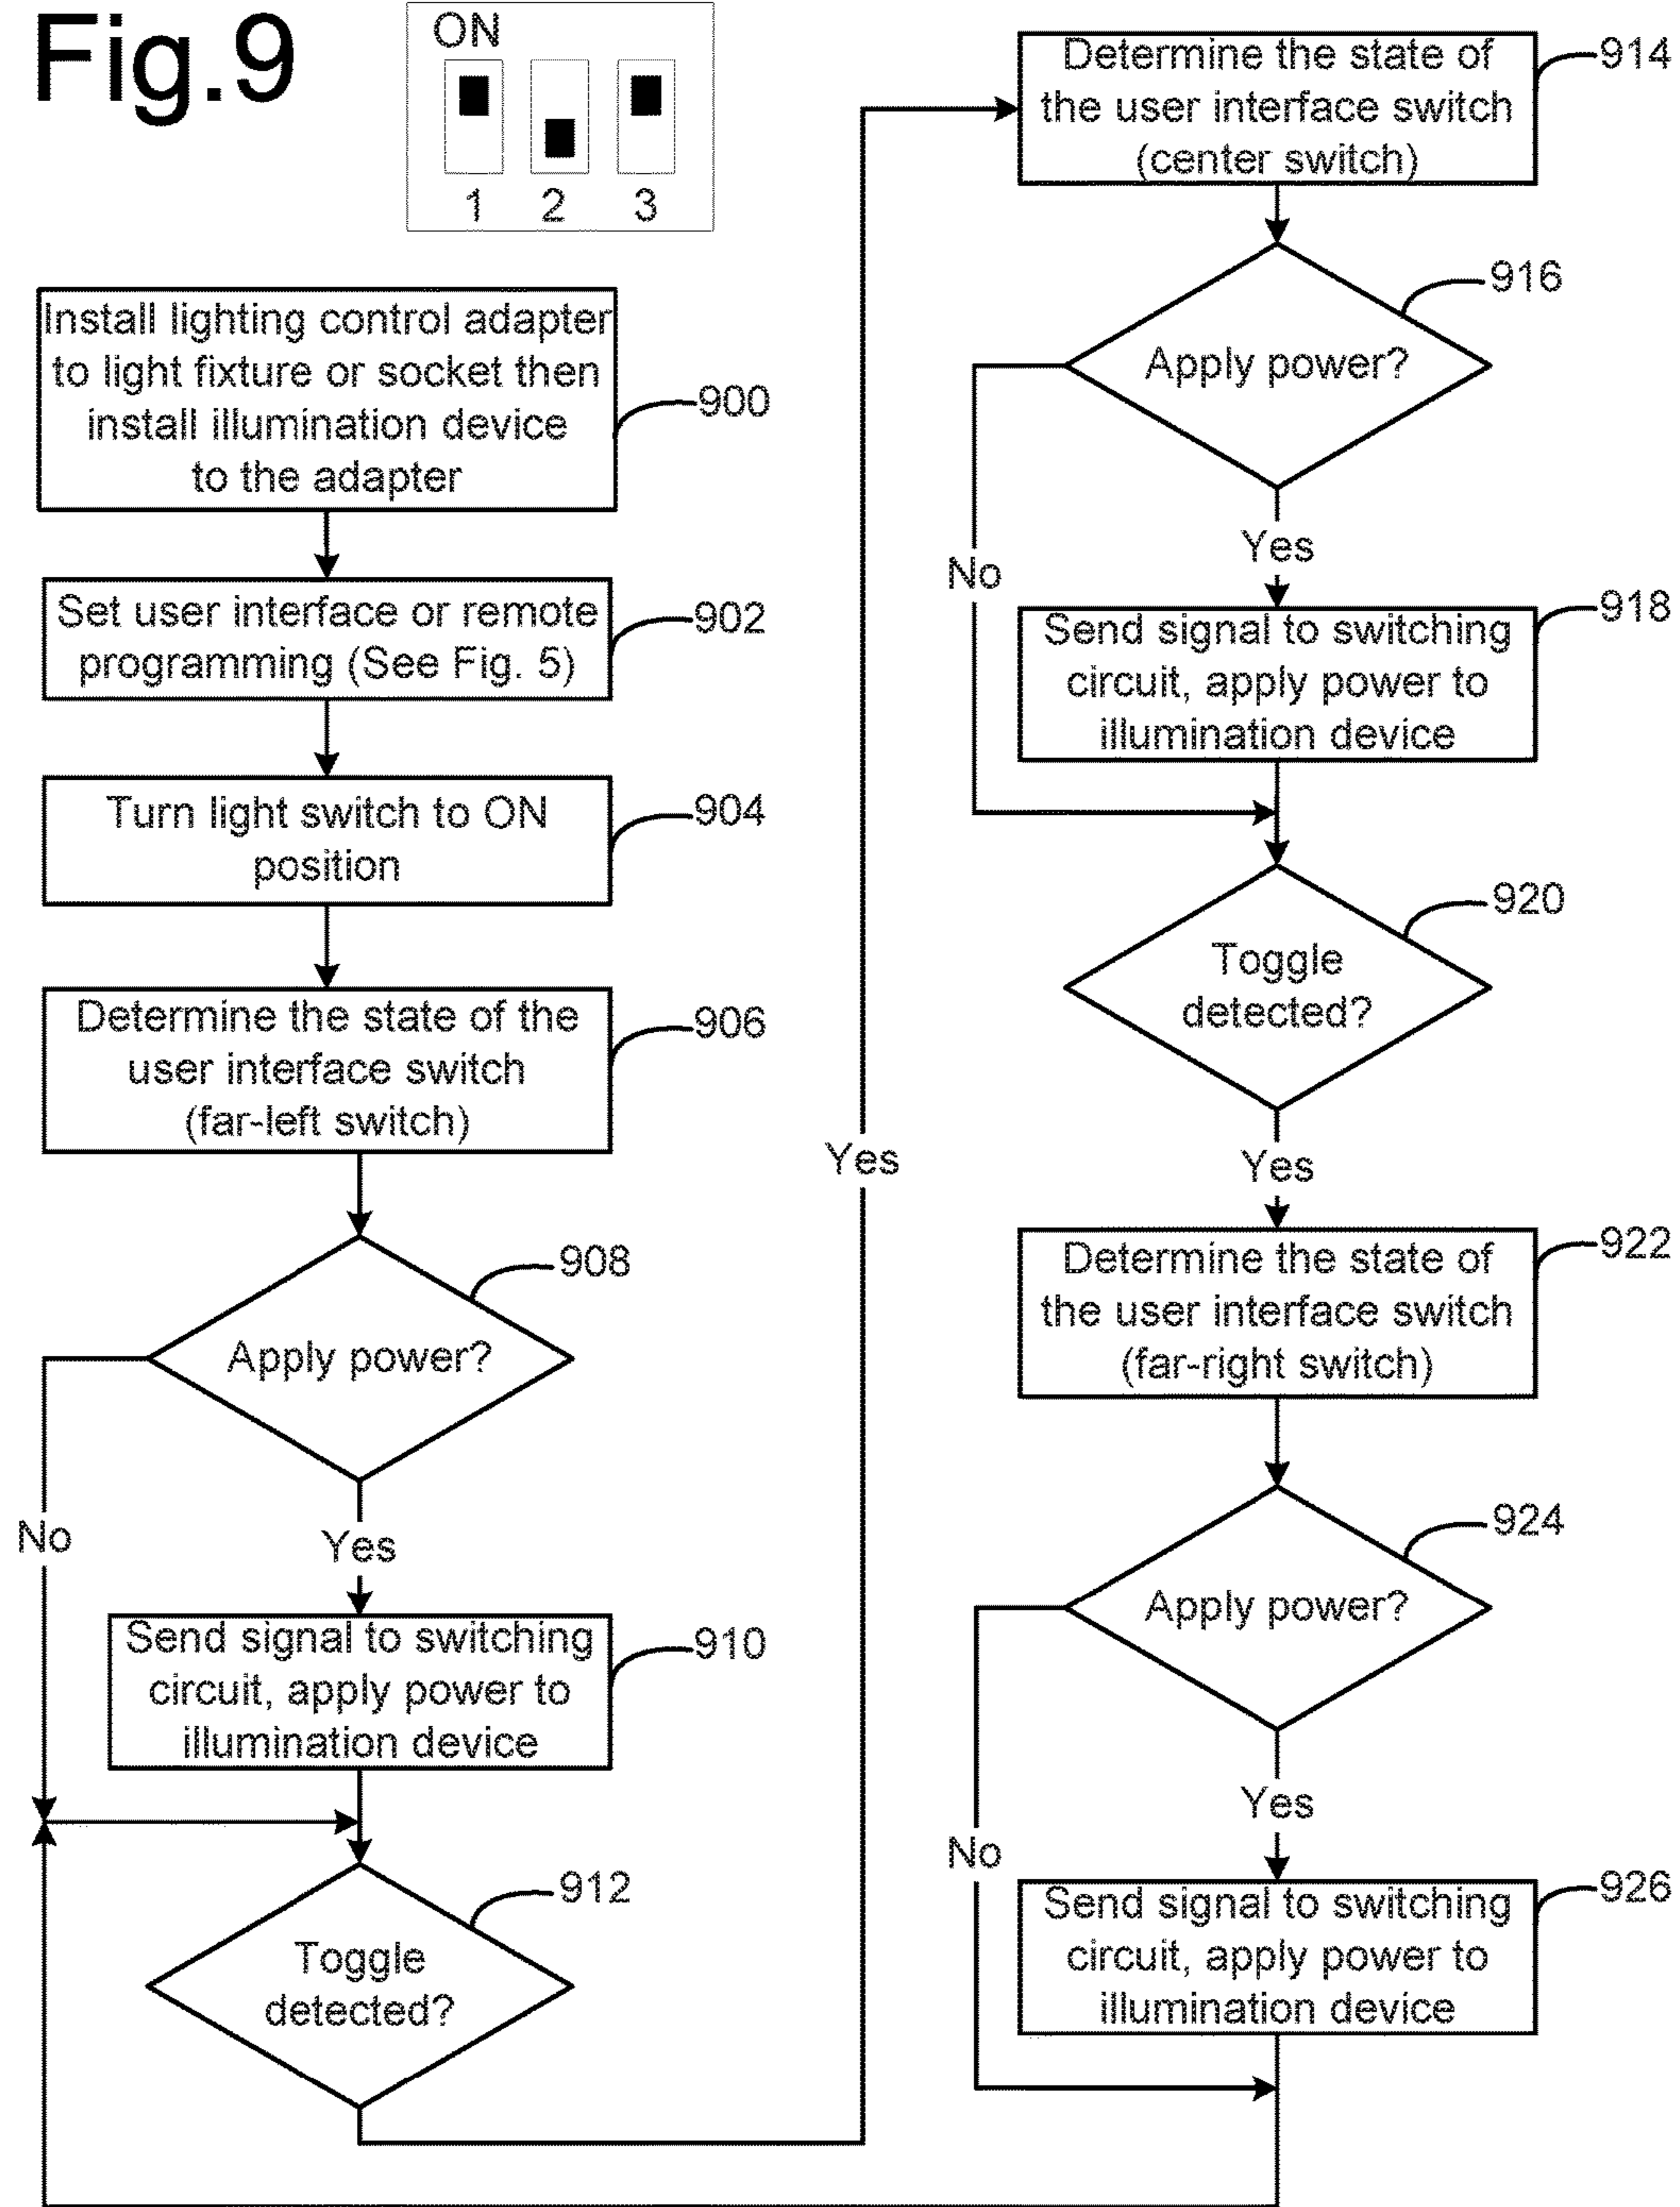 Fig.9
ON
1 2 3
Install lighting control adapter
to light fixture or socket then
install illumination device
to the adapter
900
Set user interface or remote
programming (See Fig. 5)
902
Turn light switch to ON
position
904
Determine the state of the
user interface switch
(far-left switch)
906
Apply power?
908
No
Yes
Send signal to switching
circuit, apply power to
illumination device
910
Toggle
detected?
912
Yes
Determine the state of
the user interface switch
(center switch)
914
Apply power?
916
No
Yes
Send signal to switching
circuit, apply power to
illumination device
918
Toggle
detected?
920
Yes
Determine the state of
the user interface switch
(far-right switch)
922
Apply power?
924
No
Yes
Send signal to switching
circuit, apply power to
illumination device
926